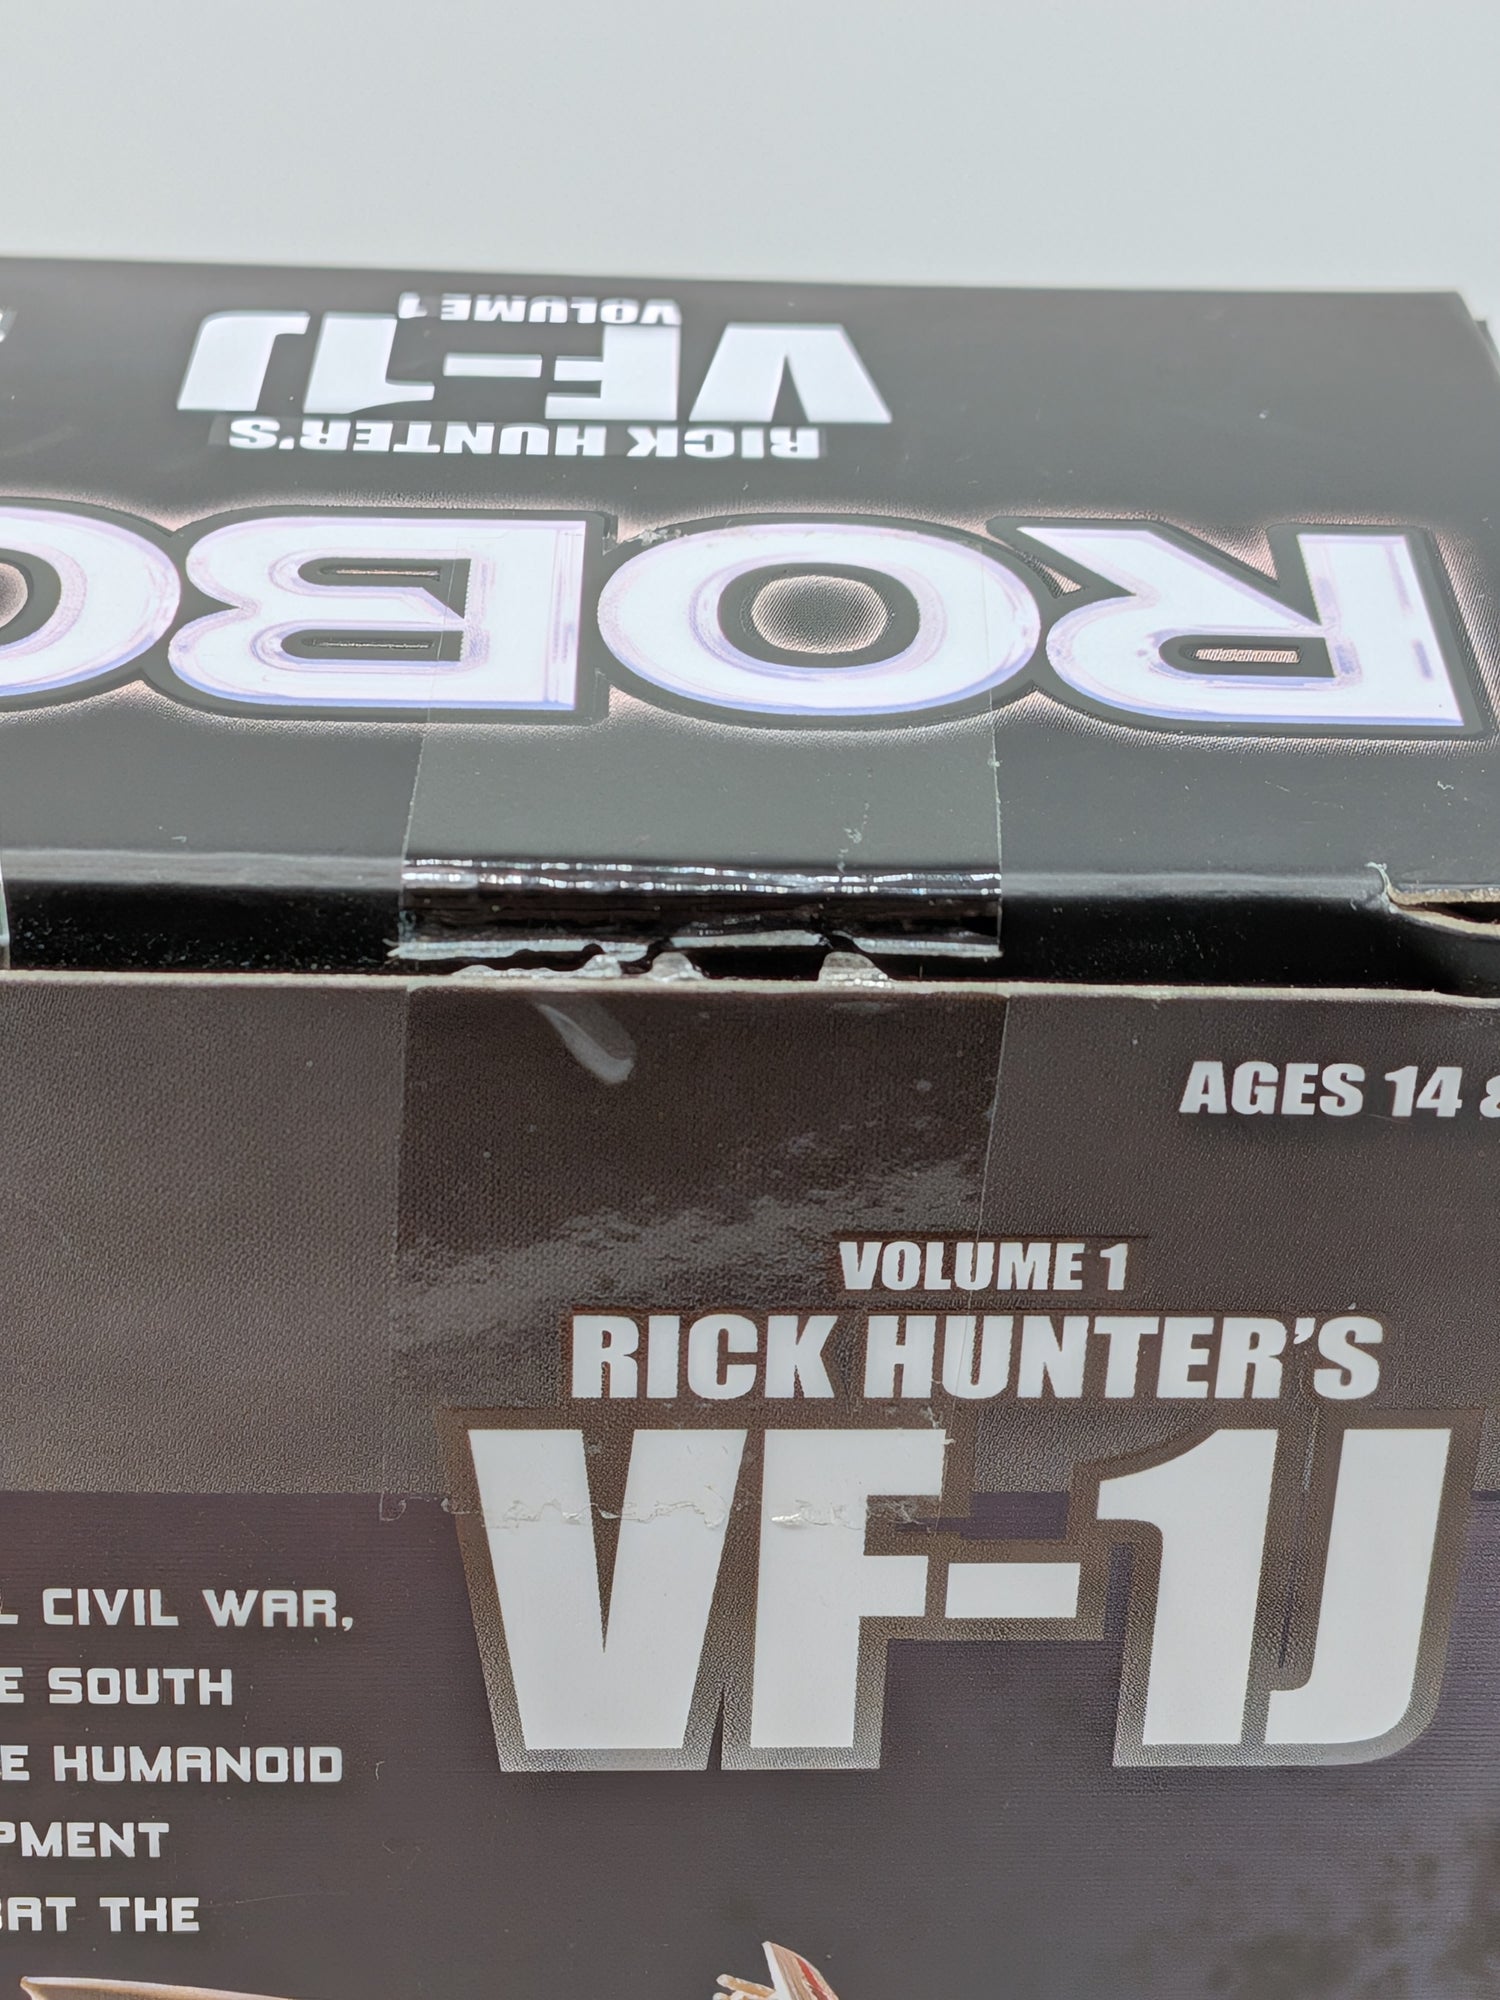 VOLUME 1
VF-1J
RICK HUNTER'S
ROBO
AGES 14 &
VOLUME 1
RICK HUNTER'S
VF-1J
L CIVIL WAR,
E SOUTH
E HUMANOID
PMENT
BAT THE